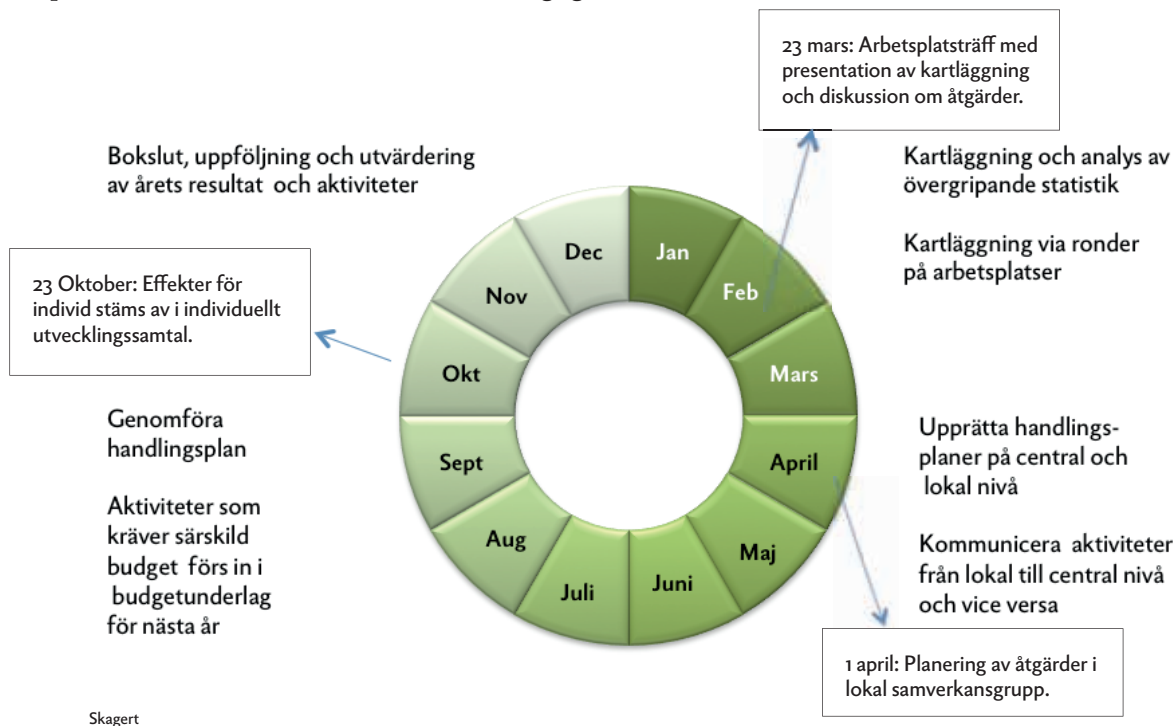 23 mars: Arbetsplatsträff med
presentation av kartläggning
och diskussion om åtgärder.
Bokslut, uppföljning och utvärdering
av årets resultat och aktiviteter
Kartläggning och analys av
övergripande statistik
Kartläggning via ronder
på arbetsplatser
23 Oktober: Effekter för
individ stäms av i individuellt
utvecklingssamtal.
Jan
Feb
Mars
April
Maj
Juni
Juli
Aug
Sept
Okt
Nov
Dec
Genomföra
handlingsplan
Aktiviteter som
kräver särskild
budget förs in i
budgetunderlag
för nästa år
Upprätta handlings-
planer på central och
lokal nivå
Kommunicera aktiviteter
från lokal till central nivå
och vice versa
1 april: Planering av åtgärder i
lokal samverkansgrupp.
Skagert